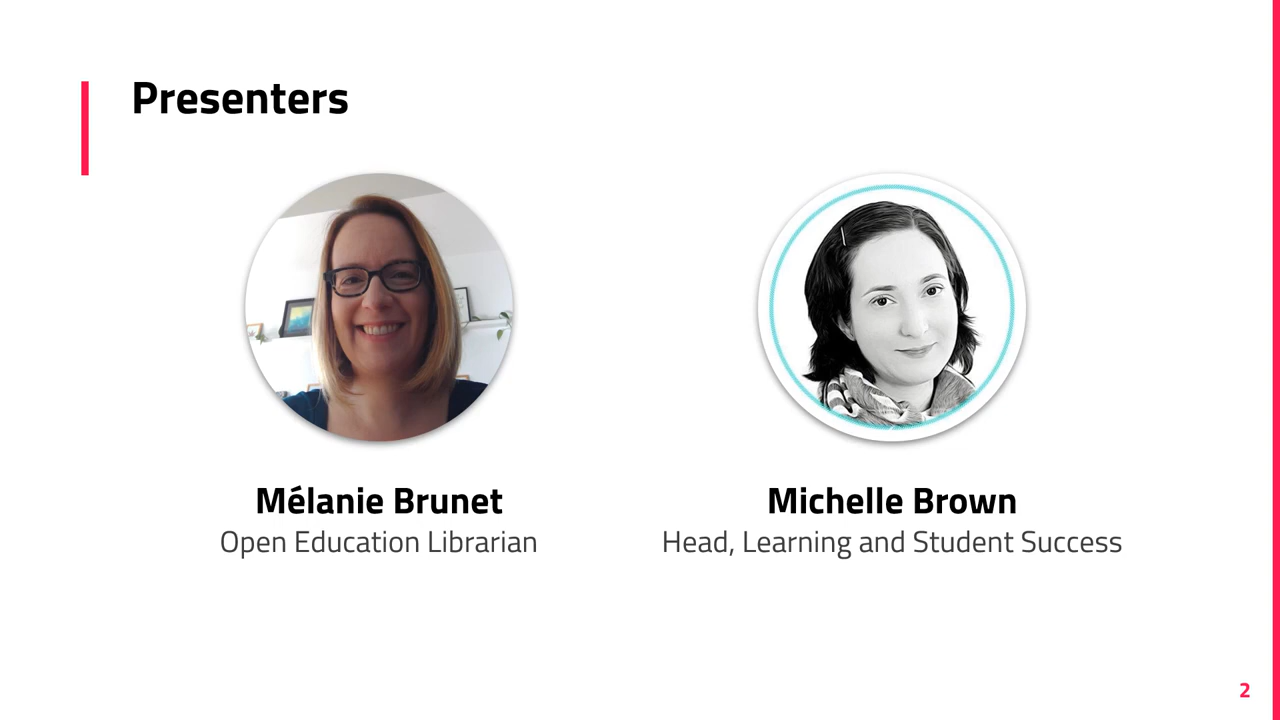 Presenters
Mélanie Brunet
Open Education Librarian
Michelle Brown
Head, Learning and Student Success
2